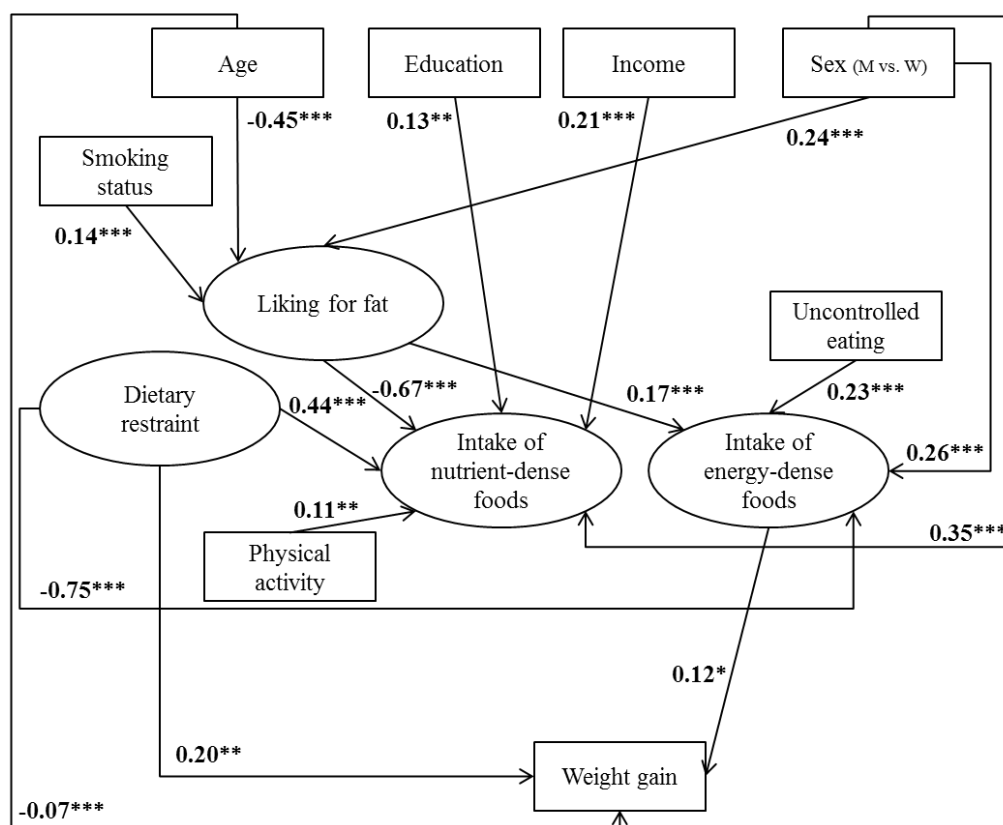 Age
Education
Income
Sex (M vs. W)
-0.45***
0.13**
0.21***
0.24***
Smoking
status
0.14***
Liking for fat
Uncontrolled
eating
Dietary
restraint
0.44***
-0.67***
0.17***
0.23***
Intake of
nutrient-dense
foods
Intake of
energy-dense
foods
0.26***
0.11**
Physical
activity
0.35***
-0.75***
0.12*
0.20**
Weight gain
-0.07***